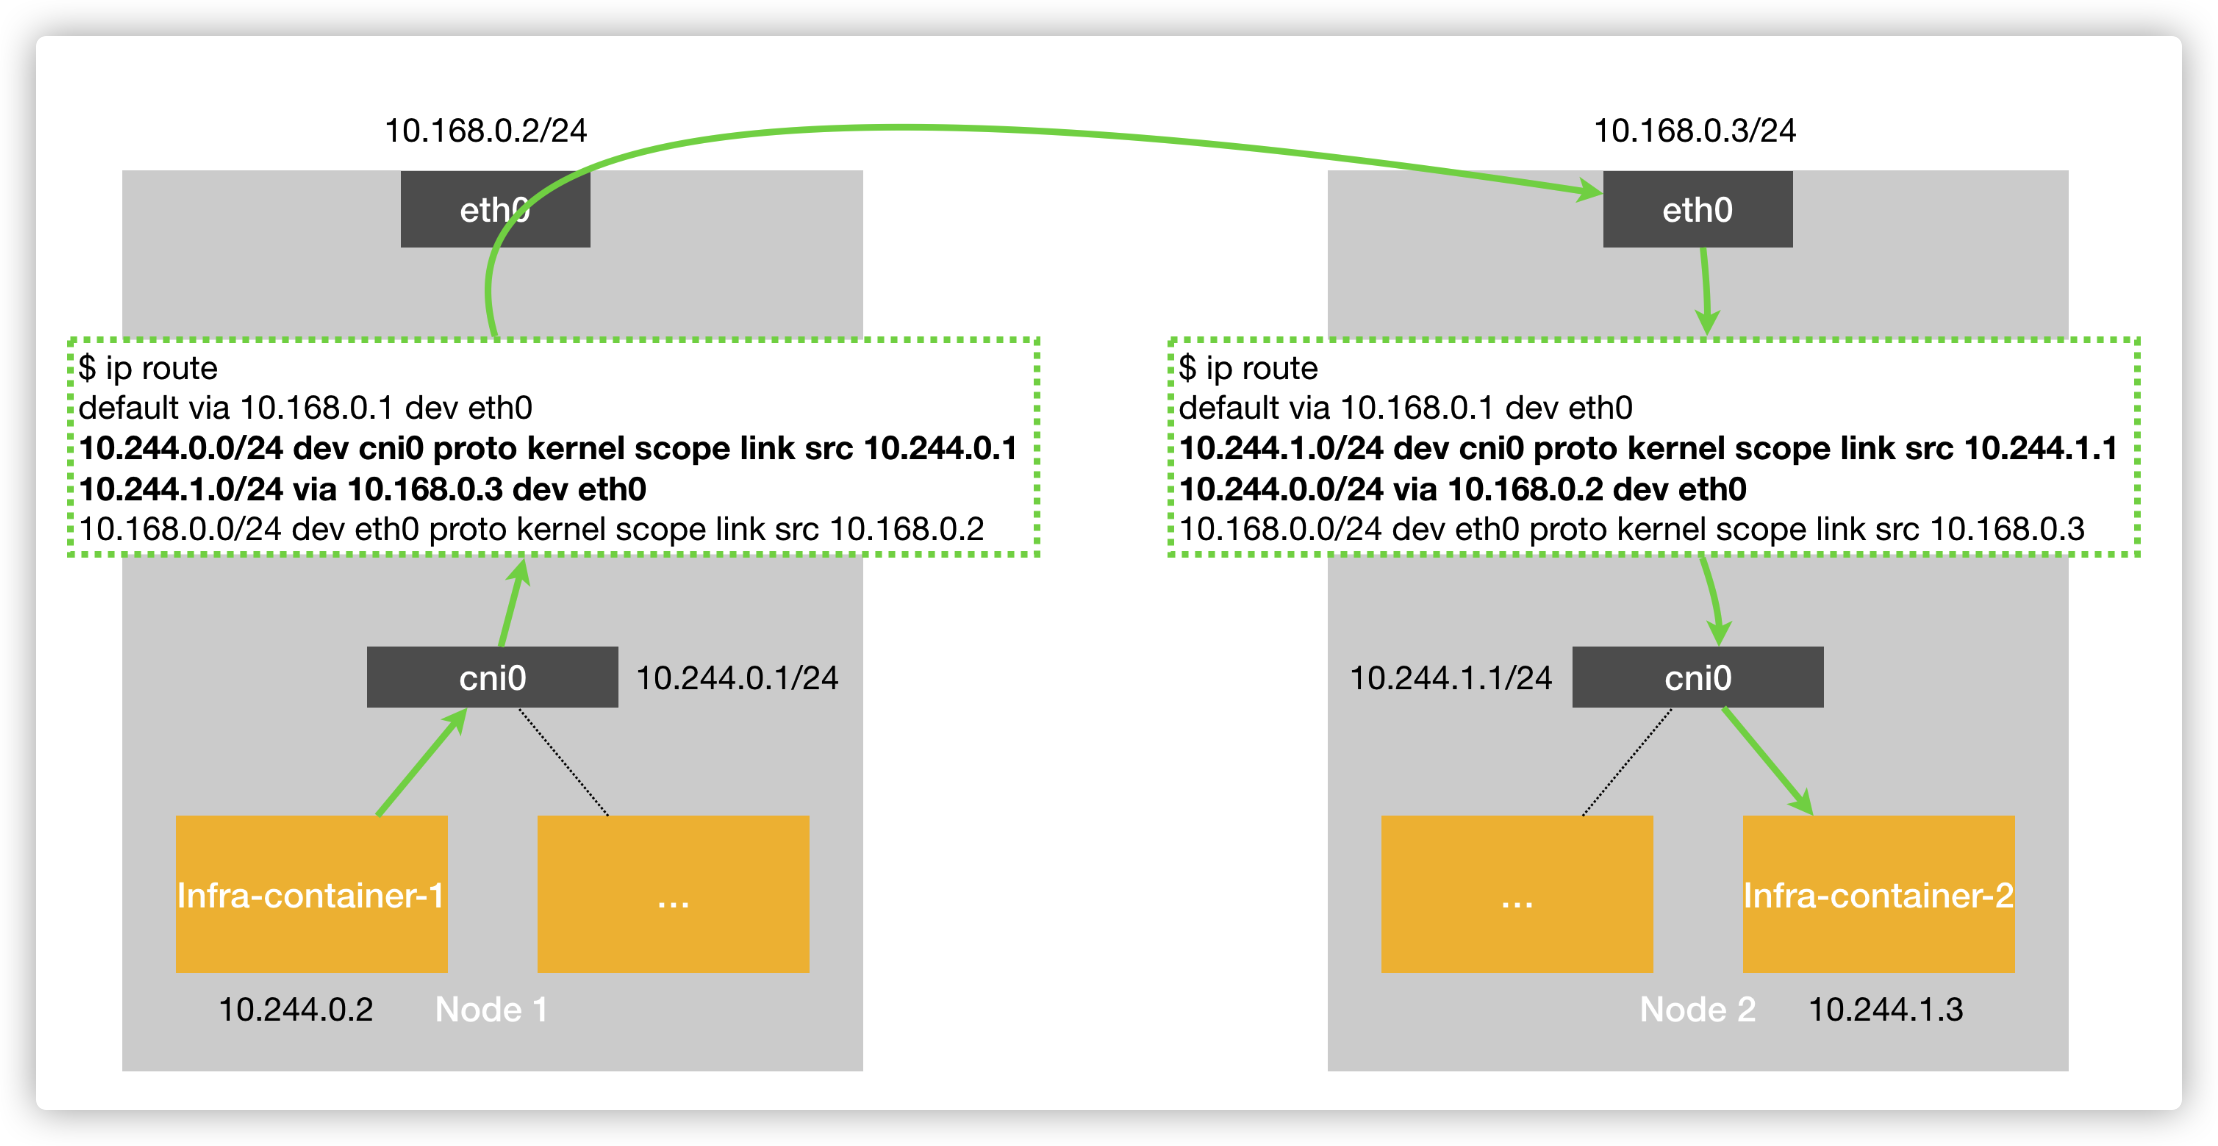 10.168.0.2/24
eth0
$ ip route
default via 10.168.0.1 dev eth0
10.244.0.0/24 dev cni0 proto kernel scope link src 10.244.0.1
10.244.1.0/24 via 10.168.0.3 dev eth0
10.168.0.0/24 dev eth0 proto kernel scope link src 10.168.0.2
cni0
10.244.0.1/24
Infra-container-1
...
10.244.0.2
Node 1
10.168.0.3/24
eth0
$ ip route
default via 10.168.0.1 dev eth0
10.244.1.0/24 dev cni0 proto kernel scope link src 10.244.1.1
10.244.0.0/24 via 10.168.0.2 dev eth0
10.168.0.0/24 dev eth0 proto kernel scope link src 10.168.0.3
10.244.1.1/24
cni0
...
Infra-container-2
Node 2
10.244.1.3